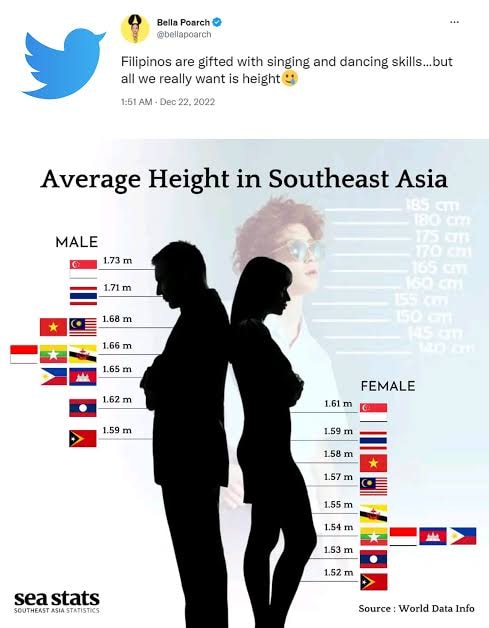 Bella Poarch
@bellapoarch
...
Filipinos are gifted with singing and dancing skills...but
all we really want is height🥲
1:51 AM · Dec 22, 2022
Average Height in Southeast Asia
185 cm
180 cm
175 cm
170 cm
165 cm
160 cm
155 cm
150 cm
145 cm
140 cm
MALE
1.73 m
1.71 m
1.68 m
1.66 m
1.65 m
1.62 m
1.59 m
FEMALE
1.61 m
1.59 m
1.58 m
1.57 m
1.55 m
1.54 m
1.53 m
1.52 m
sea stats
SOUTHEAST ASIA STATISTICS
Source : World Data Info